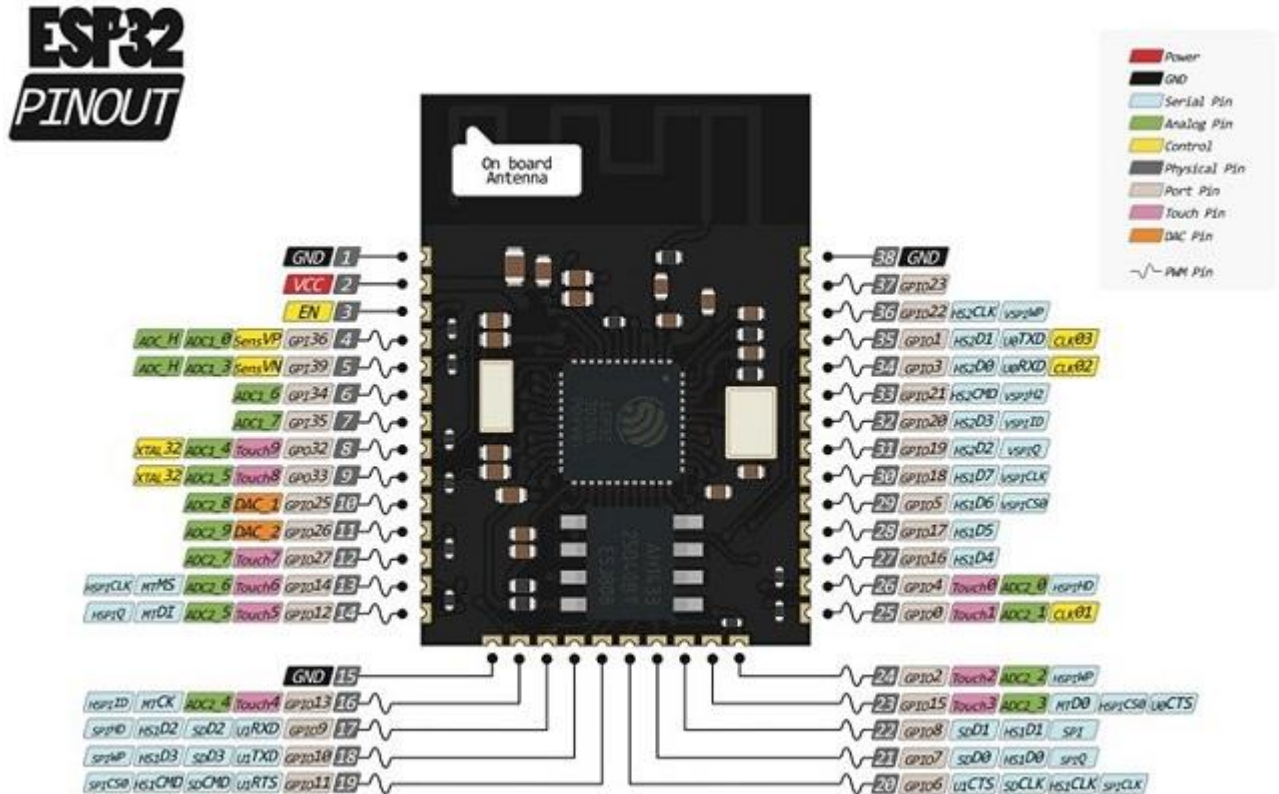 ESP32
PINOUT
Power
GND
Serial Pin
Analog Pin
Control
Physical Pin
Port Pin
Touch Pin
DAC Pin
PWM Pin
On board
Antenna
GND 1
VCC 2
EN 3
ADC_H ADC1_0 SensVP GPI36 4
ADC_H ADC1_3 SensVN GPI39 5
ADC1_6 GPI34 6
ADC1_7 GPI35 7
XTAL32 ADC1_4 Touch9 GPO32 8
XTAL32 ADC1_5 Touch8 GPO33 9
ADC2_8 DAC_1 GPIO25 10
ADC2_9 DAC_2 GPIO26 11
ADC2_7 Touch7 GPIO27 12
HSPICLK MTMS ADC2_6 Touch6 GPIO14 13
HSPIQ MTDI ADC2_5 Touch5 GPIO12 14
GND 15
HSPIID MTCK ADC2_4 Touch4 GPIO13 16
SPIHD HS1D2 SDD2 U1RXD GPIO9 17
SPIWP HS1D3 SDD3 U1TXD GPIO10 18
SPICS0 HS1CMD SDCMD U1RTS GPIO11 19
38 GND
37 GPIO23
36 GPIO22 HS2CLK VSPIWP
35 GPIO1 HS2D1 U0TXD CLK03
34 GPIO3 HS2D0 U0RXD CLK02
33 GPIO21 HS2CMD VSPIHD
32 GPIO20 HS2D3 VSPIID
31 GPIO19 HS2D2 VSPIQ
30 GPIO18 HS1D7 VSPICLK
29 GPIO5 HS1D6 VSPICS0
28 GPIO17 HS1D5
27 GPIO16 HS1D4
26 GPIO4 Touch0 ADC2_0 HSPIHD
25 GPIO0 Touch1 ADC2_1 CLK01
24 GPIO2 Touch2 ADC2_2 HSPIWP
23 GPIO15 Touch3 ADC2_3 MTD0 HSPICS0 U0CTS
22 GPIO8 SDD1 HS1D1 SPI
21 GPIO7 SDD0 HS1D0 SPIQ
20 GPIO6 U1CTS SDCLK HS1CLK SPICLK